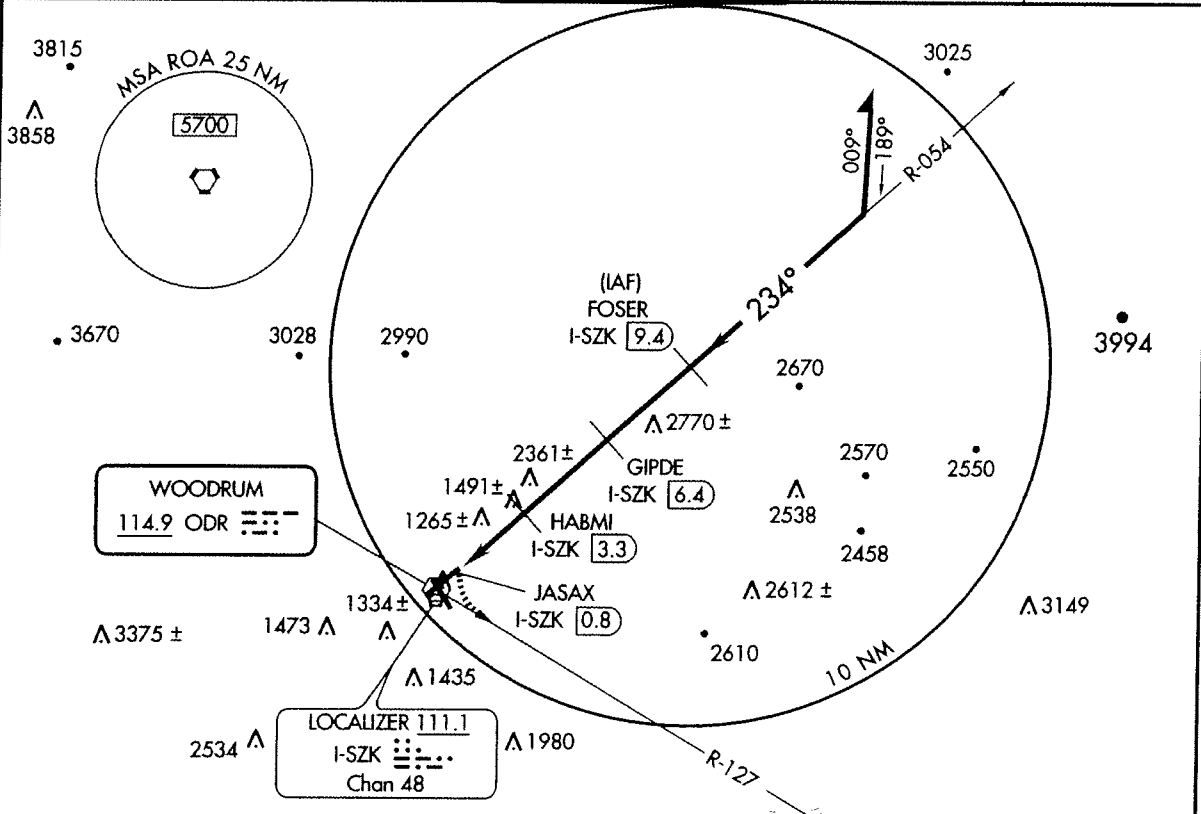 3815
3858
MSA ROA 25 NM
5700
3025
009°
189°
R-054
234°
(IAF)
FOSER
I-SZK 9.4
3670
3028
2990
3994
2670
2770 ±
2361±
GIPDE
I-SZK 6.4
2570
2550
1491±
2538
1265±
HABMI
I-SZK 3.3
2458
WOODRUM
114.9 ODR
JASAX
I-SZK 0.8
2612 ±
3149
1334±
3375 ±
1473
2610
10 NM
1435
LOCALIZER 111.1
I-SZK
Chan 48
2534
1980
R-127